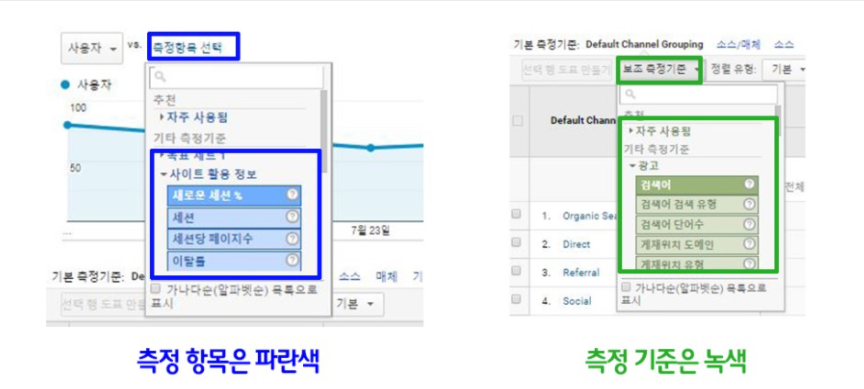 사용자 vs. 측정항목 선택
사용자
100
50
추천
자주 사용됨
기타 측정기준
목표 세트 1
사이트 활용 정보
새로운 세션 %
세션
세션당 페이지수
이탈률
가나다순(알파벳순) 목록으로 표시
...
7월 23일
기본 측정기준: De
소스 매체 기
선택 행 도표 만
기본
측정 항목은 파란색
기본 측정기준: Default Channel Grouping 소스/매체 소스
선택 행 도표 만들기 보조 측정기준 정렬 유형: 기본
Default Chann
추천
자주 사용됨
기타 측정기준
광고
검색어
검색어 검색 유형
검색어 단어수
게재위치 도메인
게재위치 유형
가나다순(알파벳순) 목록으로 표시
전체
1. Organic Sea
2. Direct
3. Referral
4. Social
측정 기준은 녹색